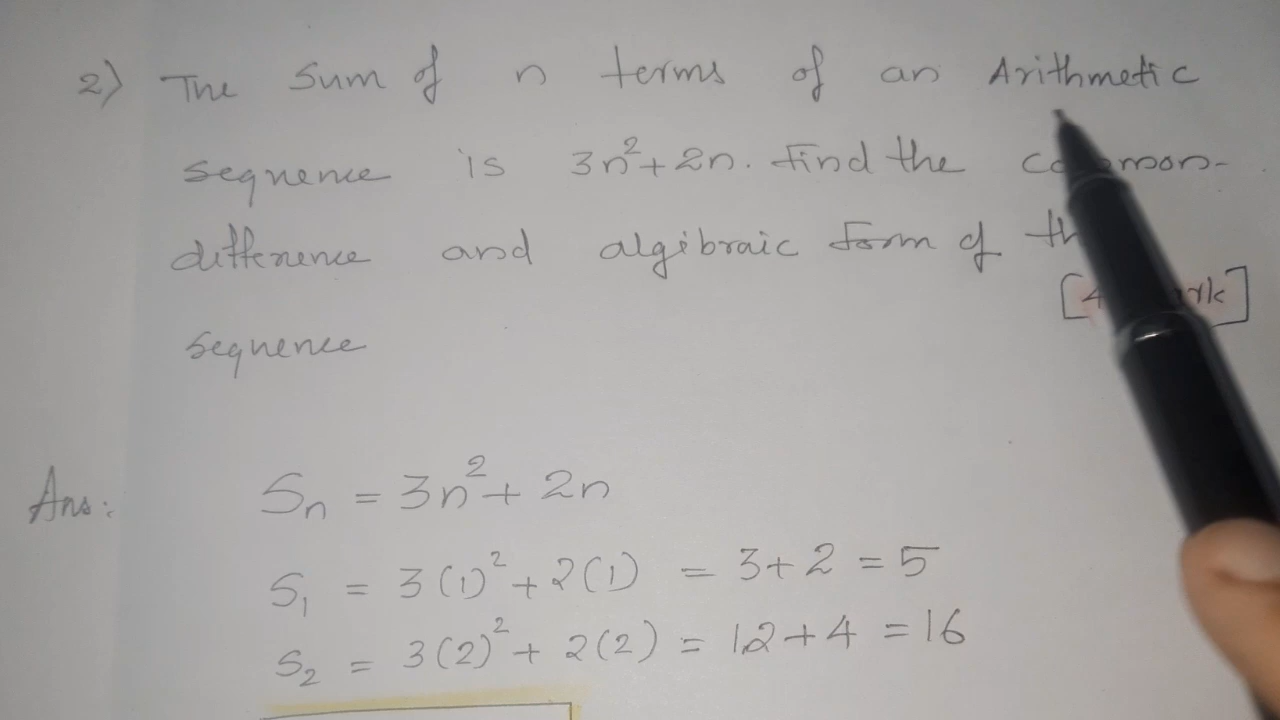 2) The Sum of n terms of an Arithmetic
sequence is 3n²+2n. Find the
difference and algebraic form of
sequence
Ans: Sₙ = 3n²+ 2n
S₁ = 3(1)²+2(1) = 3+2 = 5
S₂ = 3(2)²+ 2(2) = 12+4 = 16